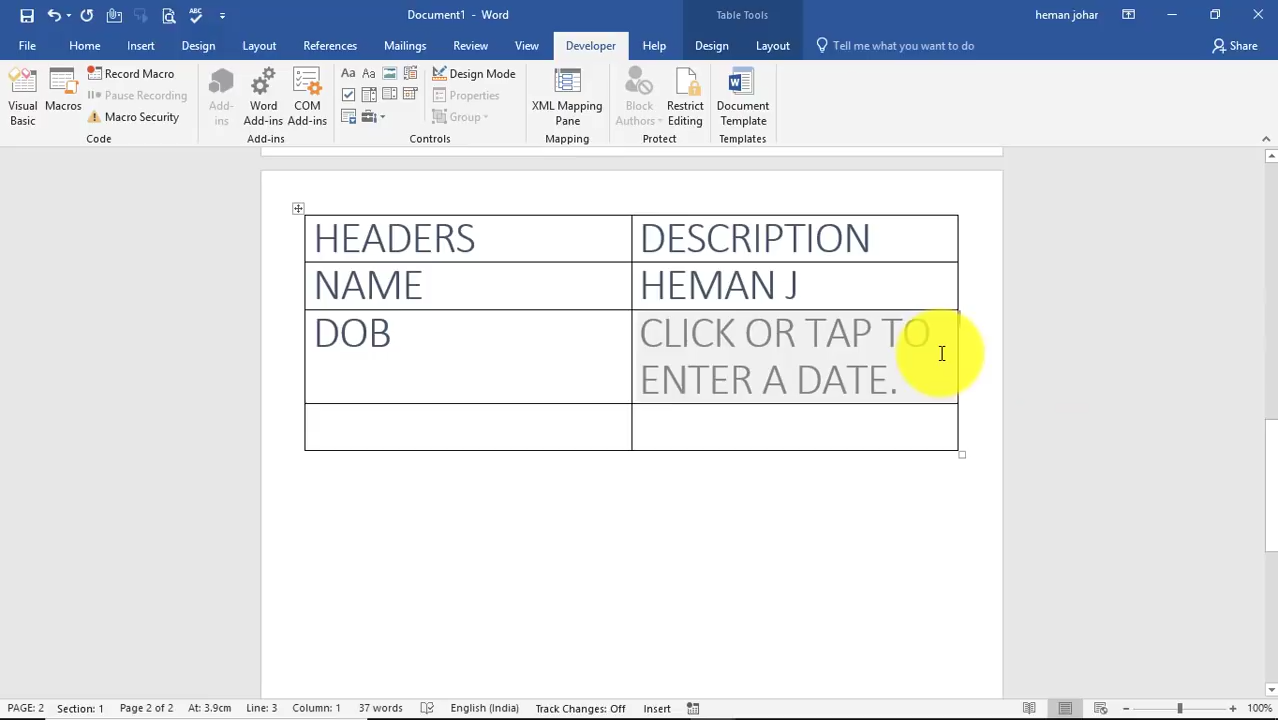 Document1 - Word
Table Tools
heman johar
File Home Insert Design Layout References Mailings Review View Developer Help Design Layout Tell me what you want to do Share
Visual Basic
Macros
Record Macro
Pause Recording
Macro Security
Code
Add-ins
Word Add-ins
COM Add-ins
Add-ins
Aa Aa
Design Mode
Properties
Group
Controls
XML Mapping Pane
Mapping
Block Authors
Restrict Editing
Protect
Document Template
Templates
HEADERS DESCRIPTION
NAME HEMAN J
DOB CLICK OR TAP TO
ENTER A DATE.
PAGE: 2 Section: 1 Page 2 of 2 At: 3.9cm Line: 3 Column: 1 37 words English (India) Track Changes: Off Insert 100%